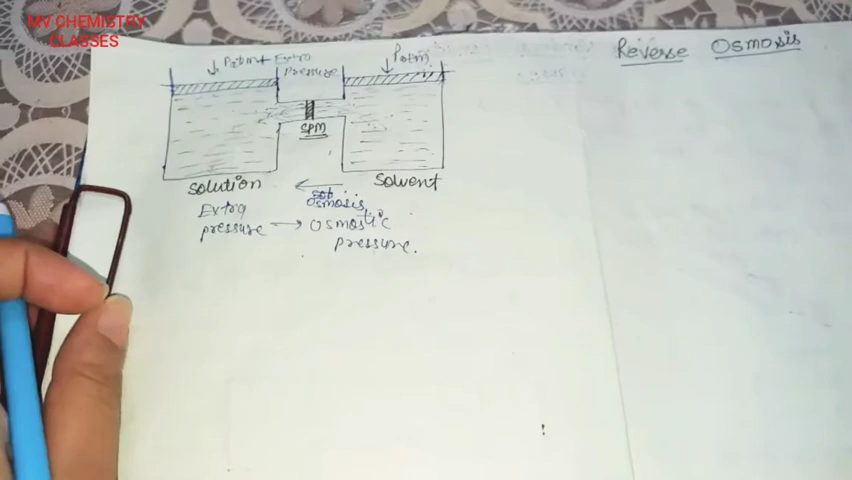 MV CHEMISTRY
CLASSES
Reverse Osmosis
Patm + Extra
Pressure
Patm
SPM
Solution
Solvent
Osmosis
Extra
pressure → osmotic
pressure.